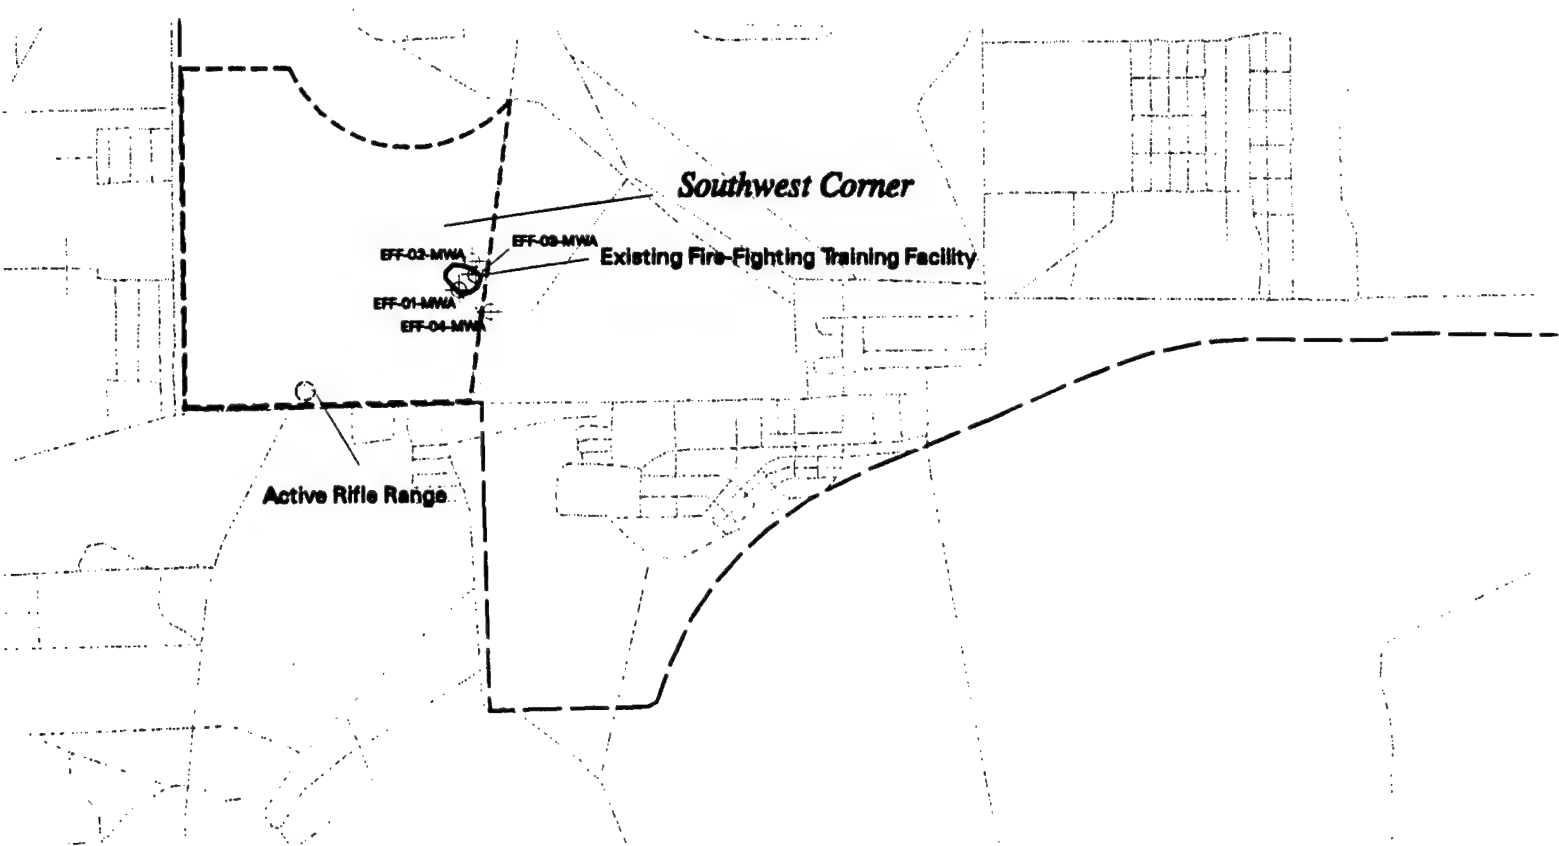 Southwest Corner
EFF-03-MWA
EFF-02-MWA
Existing Fire-Fighting Training Facility
EFF-01-MWA
EFF-04-MWA
Active Rifle Range